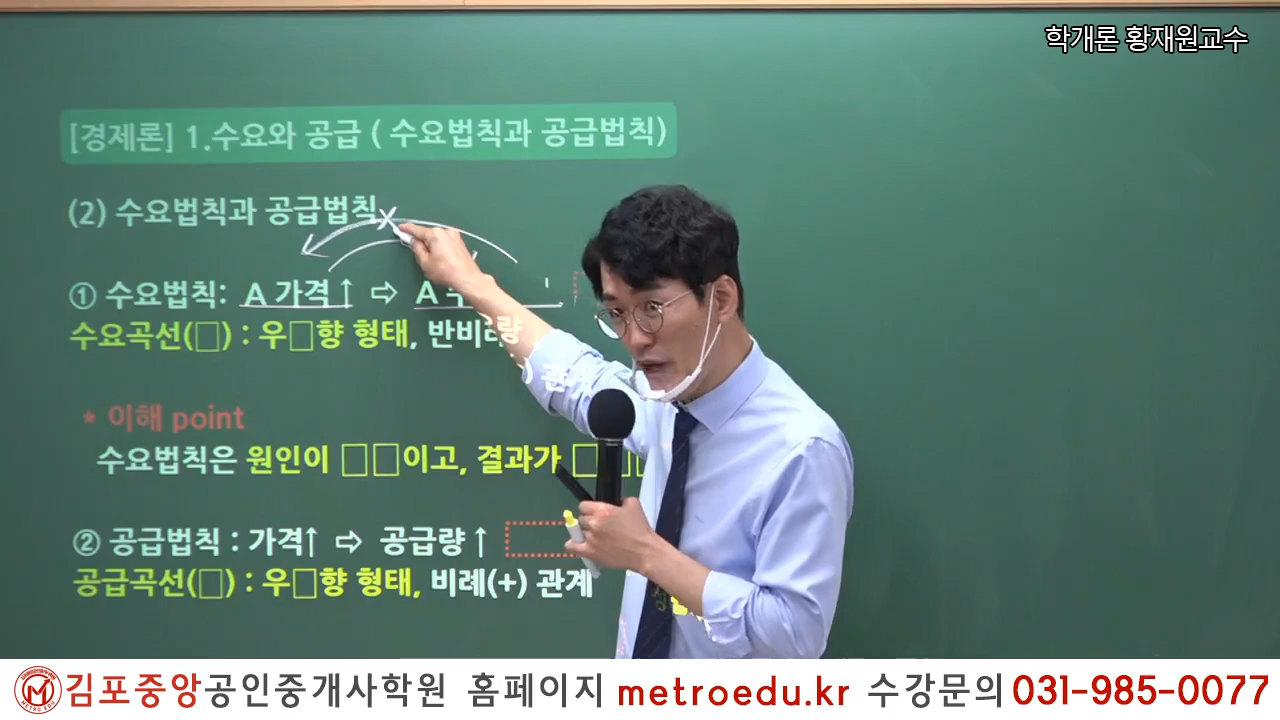 학개론 황재원교수
[경제론] 1.수요와 공급 ( 수요법칙과 공급법칙)
(2) 수요법칙과 공급법칙
① 수요법칙: A 가격↑ ⇨ A
수요곡선(□) : 우□향 형태, 반비례
* 이해 point
수요법칙은 원인이 □□이고, 결과가 □□□
② 공급법칙 : 가격↑ ⇨ 공급량↑
공급곡선(□) : 우□향 형태, 비례(+) 관계
김포중앙공인중개사학원 홈페이지 metroedu.kr 수강문의 031-985-0077